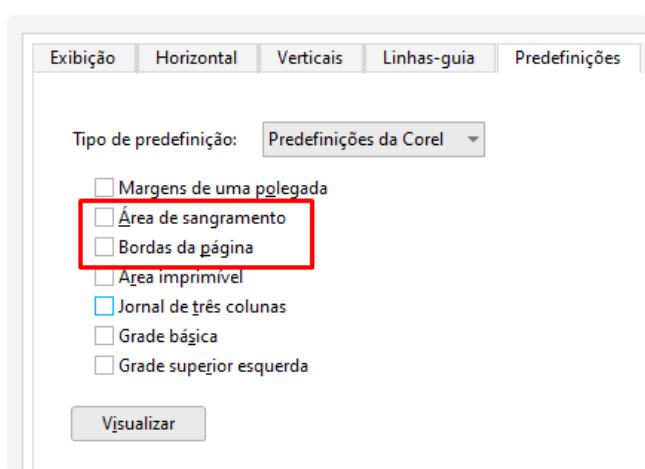 Exibição Horizontal Verticais Linhas-guia Predefinições
Tipo de predefinição: Predefinições da Corel
Margens de uma polegada
Área de sangramento
Bordas da página
Área imprimível
Jornal de três colunas
Grade básica
Grade superior esquerda
Visualizar